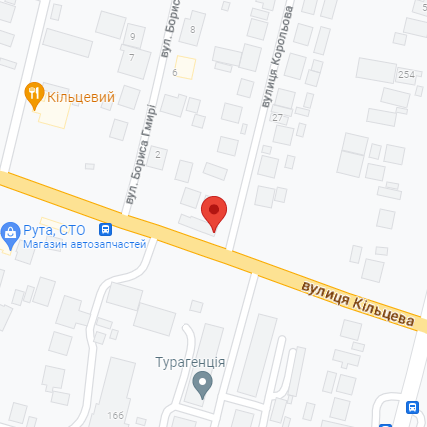 вул. Борис
8
9
7
6
вулиця Корольова
254
Кільцевий
27
вул. Бориса Гмирі
2
Рута, СТО
Магазин автозапчастей
вулиця Кільцева
Турагенція
166